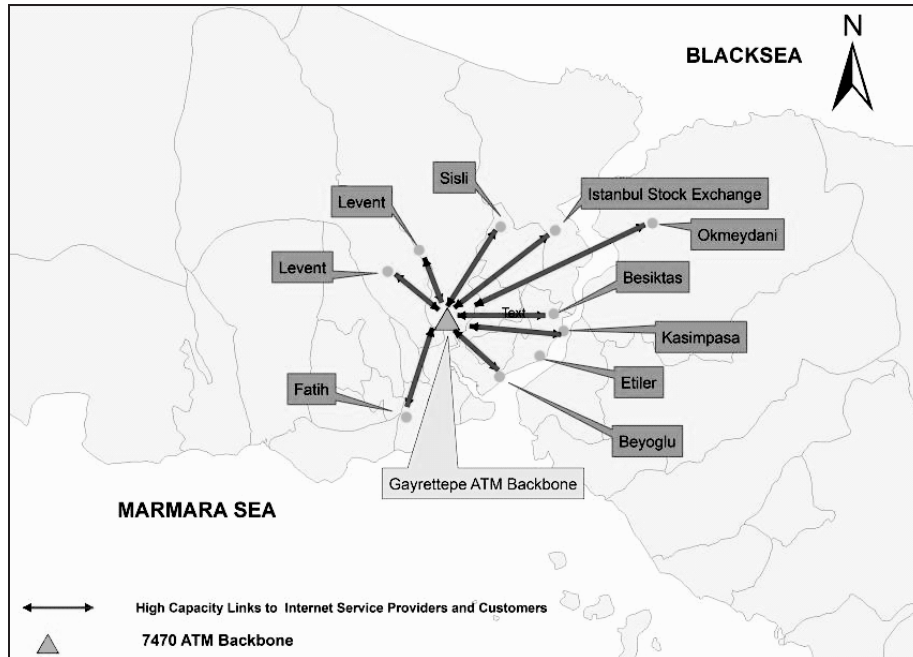 N
BLACKSEA
Sisli
Istanbul Stock Exchange
Levent
Okmeydani
Levent
Besiktas
Text
Kasimpasa
Etiler
Fatih
Beyoglu
Gayrettepe ATM Backbone
MARMARA SEA
High Capacity Links to Internet Service Providers and Customers
7470 ATM Backbone